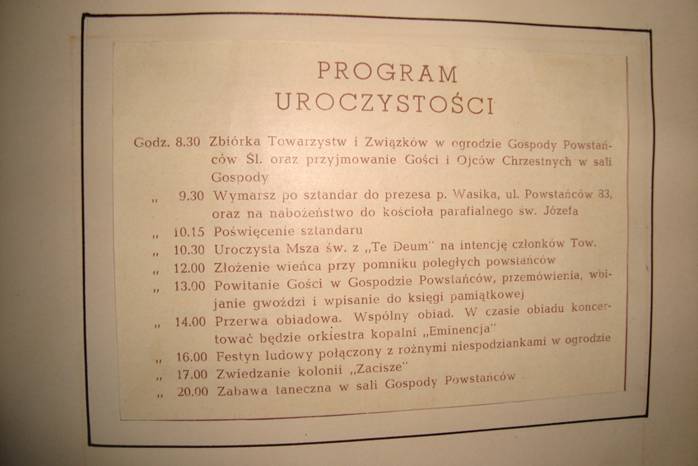 PROGRAM
UROCZYSTOŚCI
Godz. 8.30 Zbiórka Towarzystw i Związków w ogrodzie Gospody Powstań-
ców Śl. oraz przyjmowanie Gości i Ojców Chrzestnych w sali
Gospody
„ 9.30 Wymarsz po sztandar do prezesa p. Wasika, ul. Powstańców 83,
oraz na nabożeństwo do kościoła parafialnego św. Józefa
„ 10.15 Poświęcenie sztandaru
„ 10.30 Uroczysta Msza św. z „Te Deum" na intencję członków Tow.
„ 12.00 Złożenie wieńca przy pomniku poległych powstańców
„ 13.00 Powitanie Gości w Gospodzie Powstańców, przemówienia, wbi-
janie gwoździ i wpisanie do księgi pamiątkowej
„ 14.00 Przerwa obiadowa. Wspólny obiad. W czasie obiadu koncer-
tować będzie orkiestra kopalni „Eminencja"
„ 16.00 Festyn ludowy połączony z rożnymi niespodziankami w ogrodzie
„ 17.00 Zwiedzanie kolonii „Zacisze"
„ 20.00 Zabawa taneczna w sali Gospody Powstańców